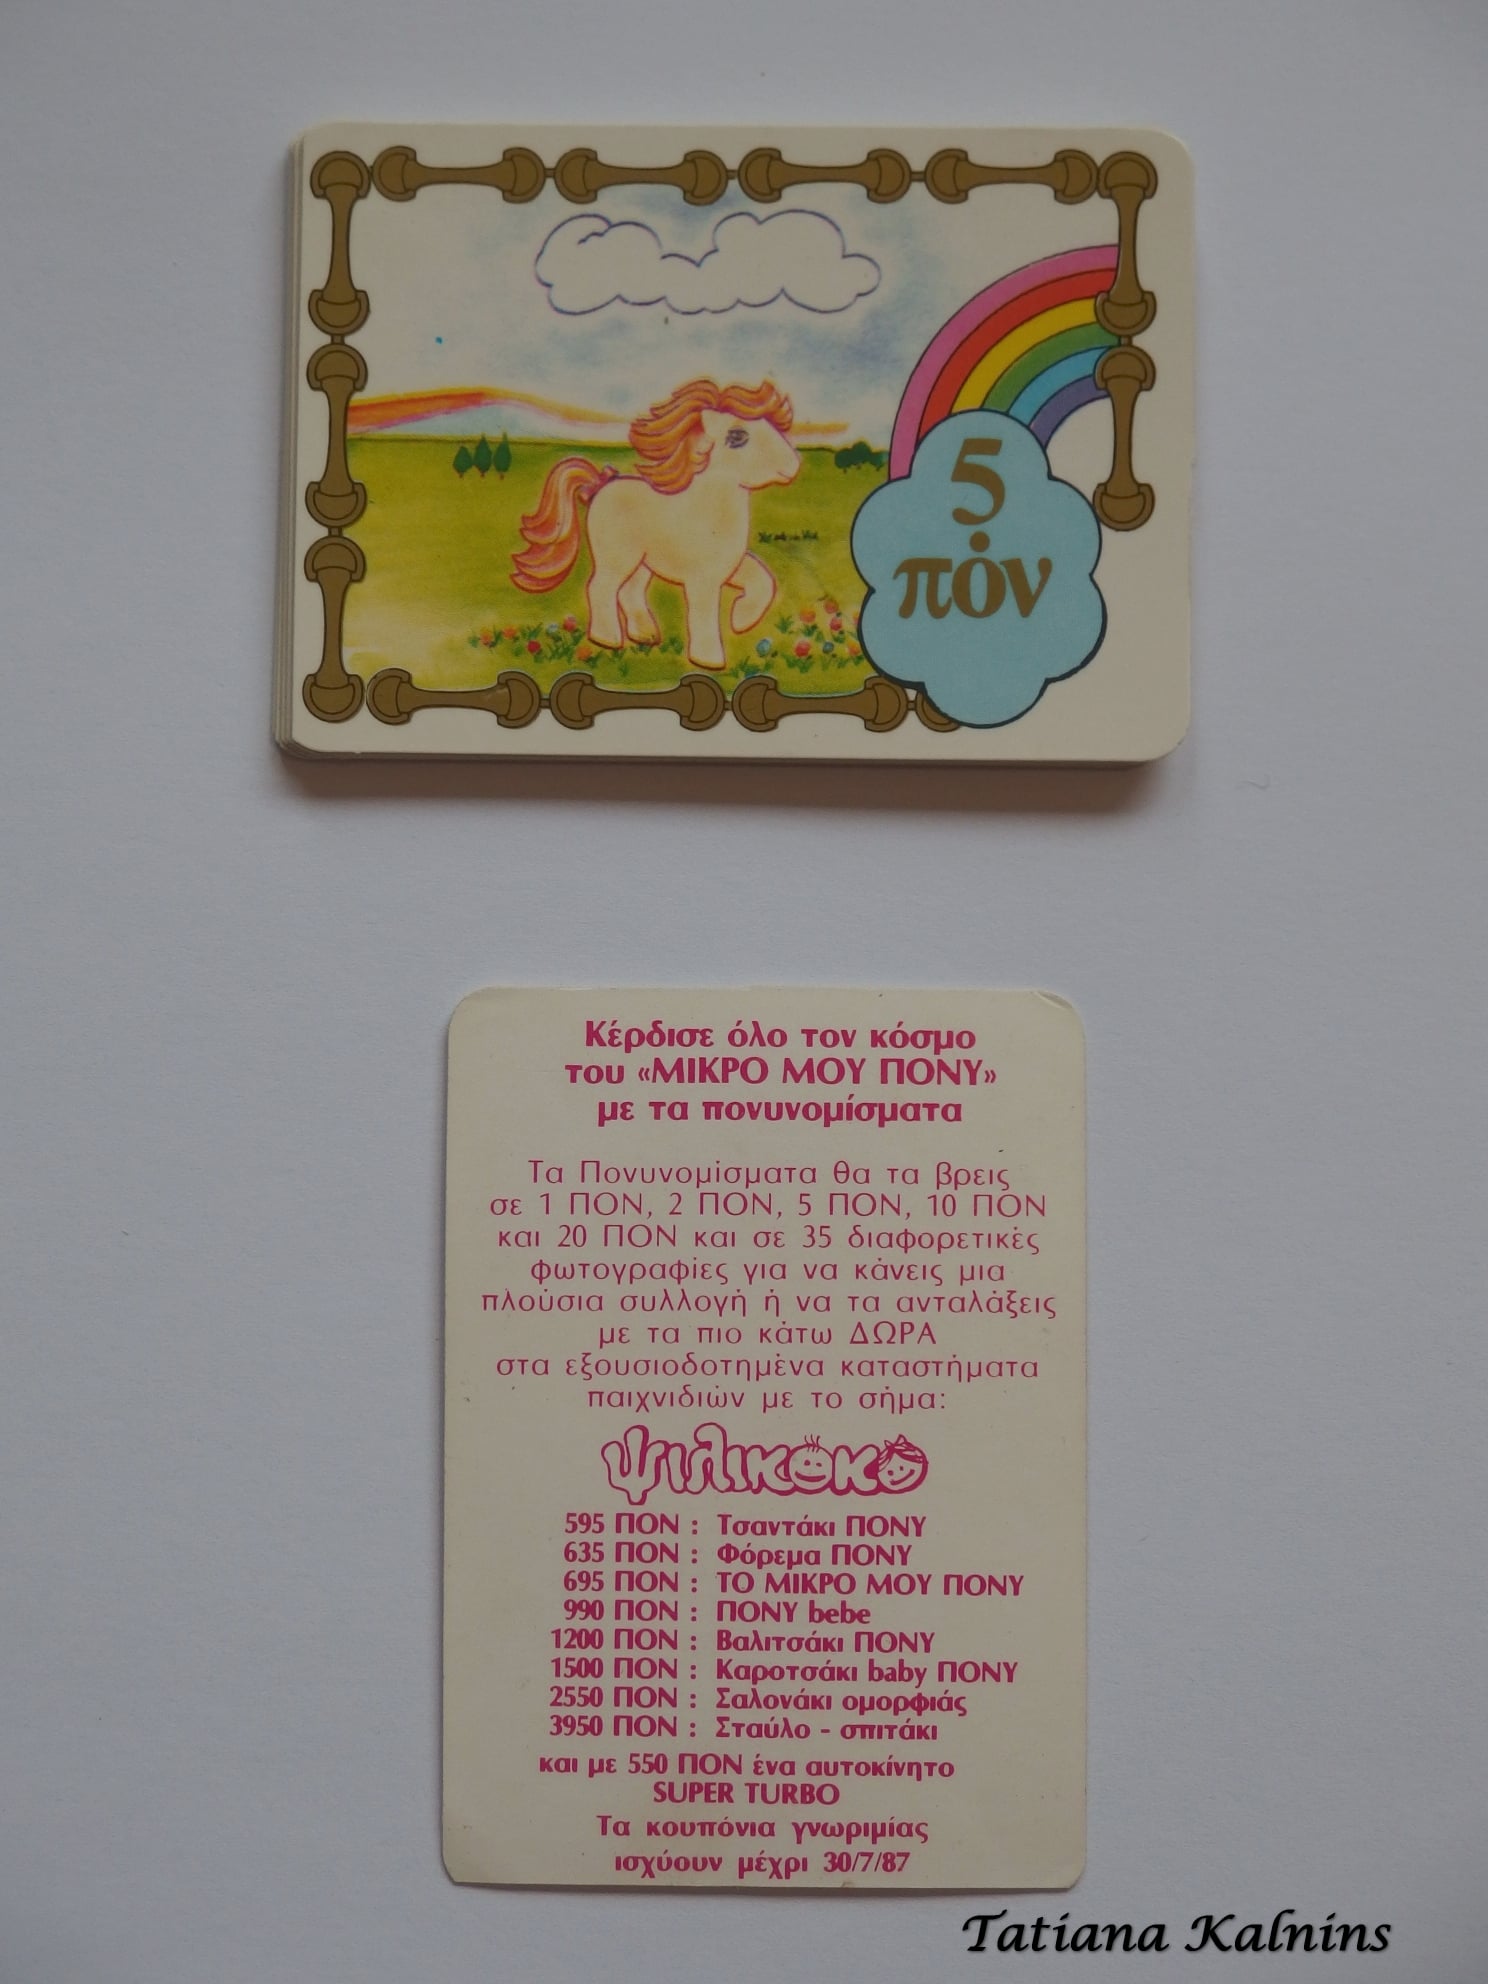 5
πόν
Κέρδισε όλο τον κόσμο
του «ΜΙΚΡΟ ΜΟΥ ΠΟΝΥ»
με τα πονυνομίσματα
Τα Πονυνομίσματα θα τα βρεις
σε 1 ΠΟΝ, 2 ΠΟΝ, 5 ΠΟΝ, 10 ΠΟΝ
και 20 ΠΟΝ και σε 35 διαφορετικές
φωτογραφίες για να κάνεις μια
πλούσια συλλογή ή να τα ανταλάξεις
με τα πιο κάτω ΔΩΡΑ
στα εξουσιοδοτημένα καταστήματα
παιχνιδιών με το σήμα:
ψιλικοκό
595 ΠΟΝ : Τσαντάκι ΠΟΝΥ
635 ΠΟΝ : Φόρεμα ΠΟΝΥ
695 ΠΟΝ : ΤΟ ΜΙΚΡΟ ΜΟΥ ΠΟΝΥ
990 ΠΟΝ : ΠΟΝΥ bebe
1200 ΠΟΝ : Βαλιτσάκι ΠΟΝΥ
1500 ΠΟΝ : Καροτσάκι baby ΠΟΝΥ
2550 ΠΟΝ : Σαλονάκι ομορφιάς
3950 ΠΟΝ : Σταύλο - σπιτάκι
και με 550 ΠΟΝ ένα αυτοκίνητο
SUPER TURBO
Τα κουπόνια γνωριμίας
ισχύουν μέχρι 30/7/87
Tatiana Kalnins